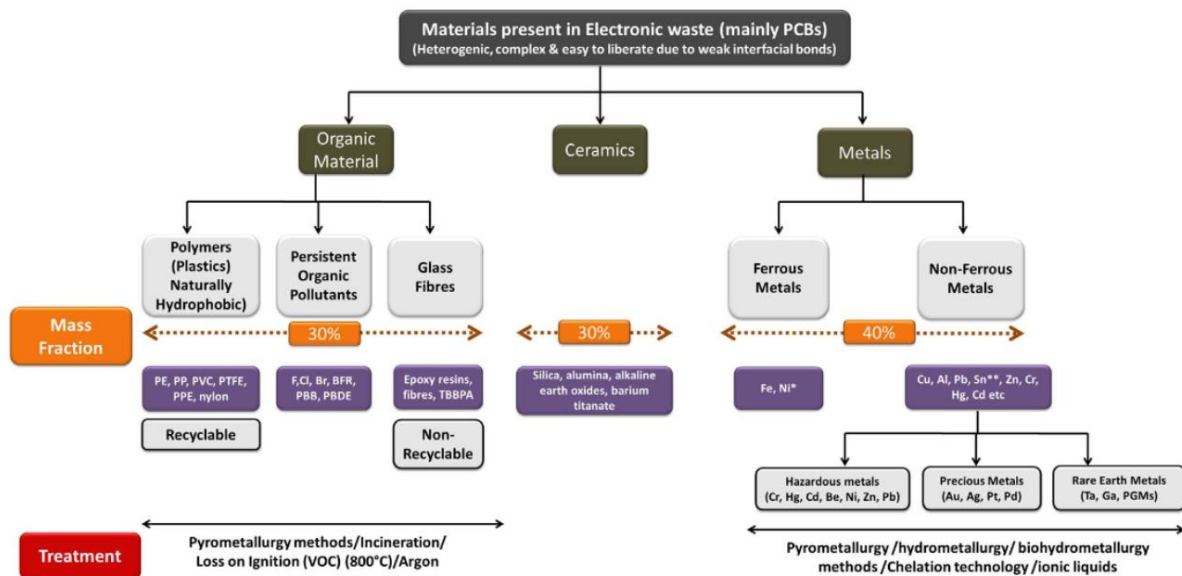 Materials present in Electronic waste (mainly PCBs)
(Heterogenic, complex & easy to liberate due to weak interfacial bonds)
Organic
Material
Ceramics
Metals
Polymers
(Plastics)
Naturally
Hydrophobic)
Persistent
Organic
Pollutants
Glass
Fibres
Ferrous
Metals
Non-Ferrous
Metals
Mass
Fraction
30%
30%
40%
PE, PP, PVC, PTFE,
PPE, nylon
F,Cl, Br, BFR,
PBB, PBDE
Epoxy resins,
fibres, TBBPA
Silica, alumina, alkaline
earth oxides, barium
titanate
Fe, Ni*
Cu, Al, Pb, Sn**, Zn, Cr,
Hg, Cd etc
Recyclable
Non-
Recyclable
Hazardous metals
(Cr, Hg, Cd, Be, Ni, Zn, Pb)
Precious Metals
(Au, Ag, Pt, Pd)
Rare Earth Metals
(Ta, Ga, PGMs)
Treatment
Pyrometallurgy methods/Incineration/
Loss on Ignition (VOC) (800°C)/Argon
Pyrometallurgy /hydrometallurgy/ biohydrometallurgy
methods /Chelation technology /ionic liquids